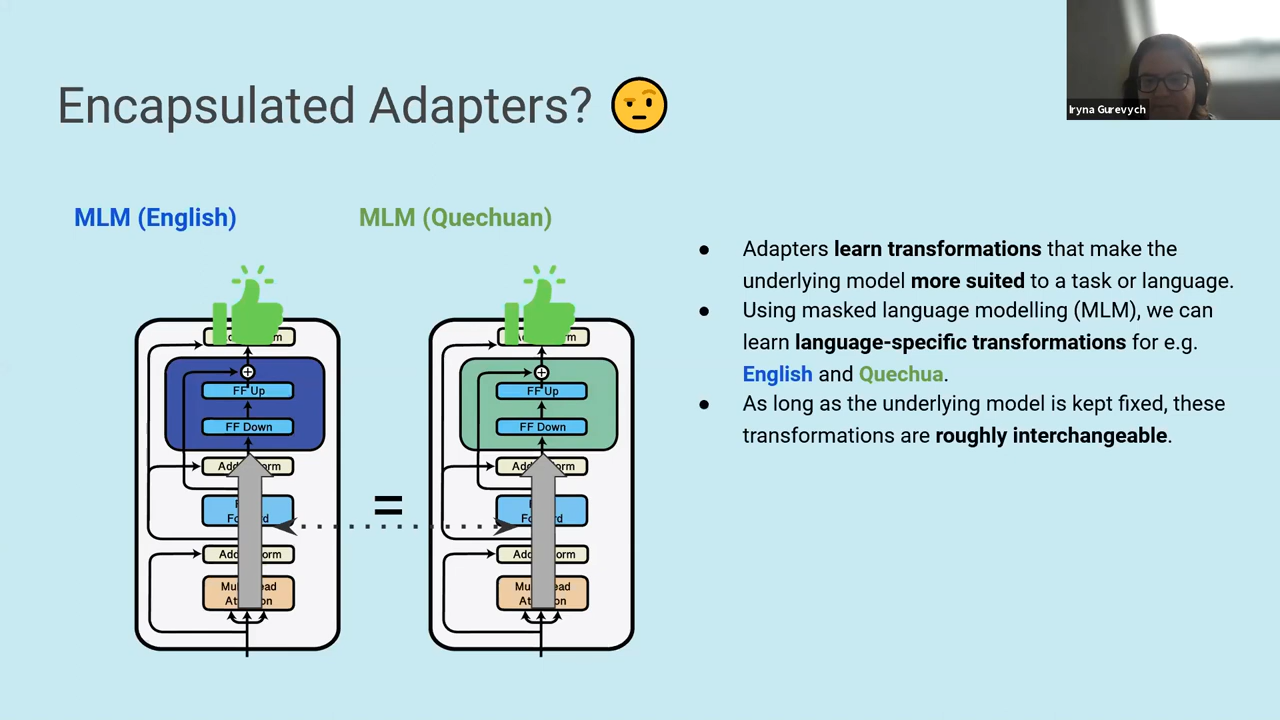 Iryna Gurevych
Encapsulated Adapters?
MLM (English)
MLM (Quechuan)
● Adapters learn transformations that make the
underlying model more suited to a task or language.
● Using masked language modelling (MLM), we can
learn language-specific transformations for e.g.
English and Quechua.
● As long as the underlying model is kept fixed, these
transformations are roughly interchangeable.
FF Up
FF Down
=
FF Up
FF Down